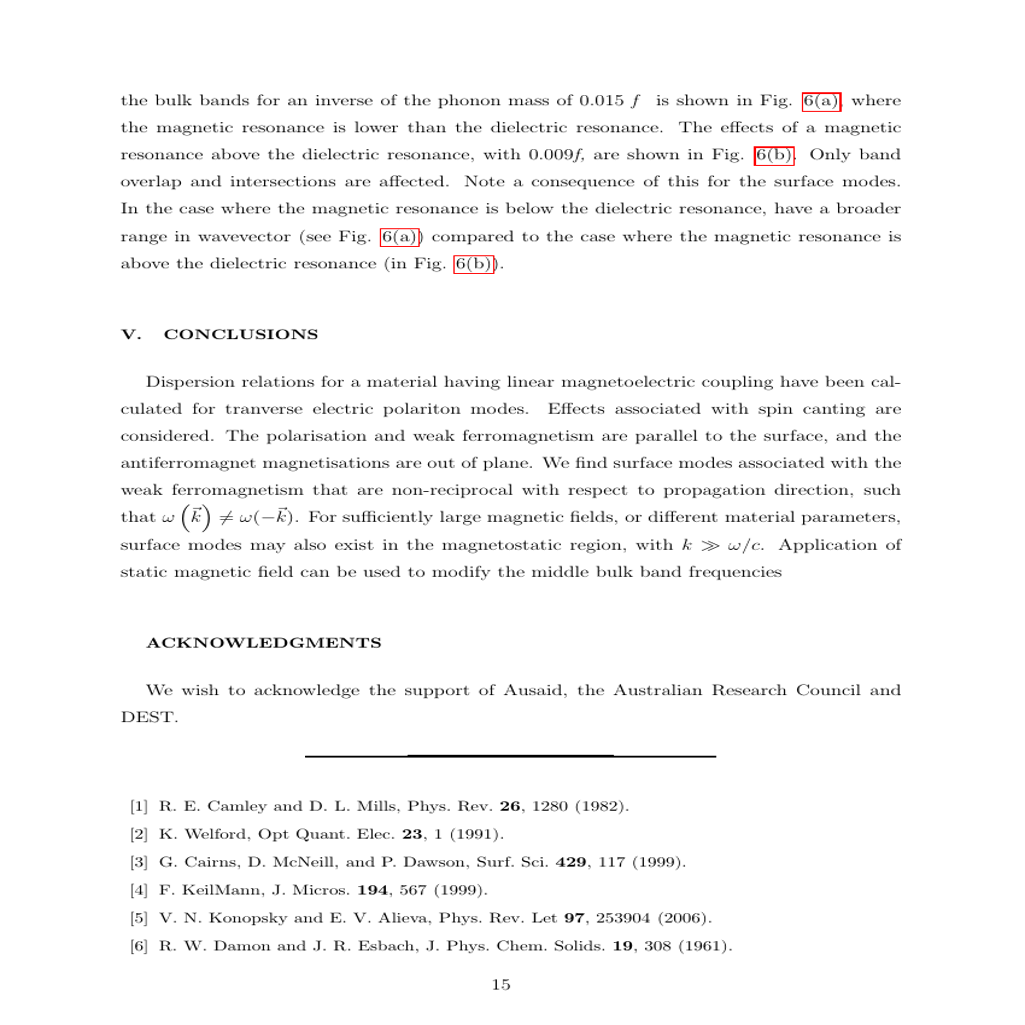 the bulk bands for an inverse of the phonon mass of 0.015 f is shown in Fig. 6(a), where
the magnetic resonance is lower than the dielectric resonance. The effects of a magnetic
resonance above the dielectric resonance, with 0.009f, are shown in Fig. 6(b). Only band
overlap and intersections are affected. Note a consequence of this for the surface modes.
In the case where the magnetic resonance is below the dielectric resonance, have a broader
range in wavevector (see Fig. 6(a)) compared to the case where the magnetic resonance is
above the dielectric resonance (in Fig. 6(b)).
V. CONCLUSIONS
Dispersion relations for a material having linear magnetoelectric coupling have been cal-
culated for tranverse electric polariton modes. Effects associated with spin canting are
considered. The polarisation and weak ferromagnetism are parallel to the surface, and the
antiferromagnet magnetisations are out of plane. We find surface modes associated with the
weak ferromagnetism that are non-reciprocal with respect to propagation direction, such
that ω (k⃗) ≠ ω(−k⃗). For sufficiently large magnetic fields, or different material parameters,
surface modes may also exist in the magnetostatic region, with k ≫ ω/c. Application of
static magnetic field can be used to modify the middle bulk band frequencies
ACKNOWLEDGMENTS
We wish to acknowledge the support of Ausaid, the Australian Research Council and
DEST.
[1] R. E. Camley and D. L. Mills, Phys. Rev. 26, 1280 (1982).
[2] K. Welford, Opt Quant. Elec. 23, 1 (1991).
[3] G. Cairns, D. McNeill, and P. Dawson, Surf. Sci. 429, 117 (1999).
[4] F. KeilMann, J. Micros. 194, 567 (1999).
[5] V. N. Konopsky and E. V. Alieva, Phys. Rev. Let 97, 253904 (2006).
[6] R. W. Damon and J. R. Esbach, J. Phys. Chem. Solids. 19, 308 (1961).
15